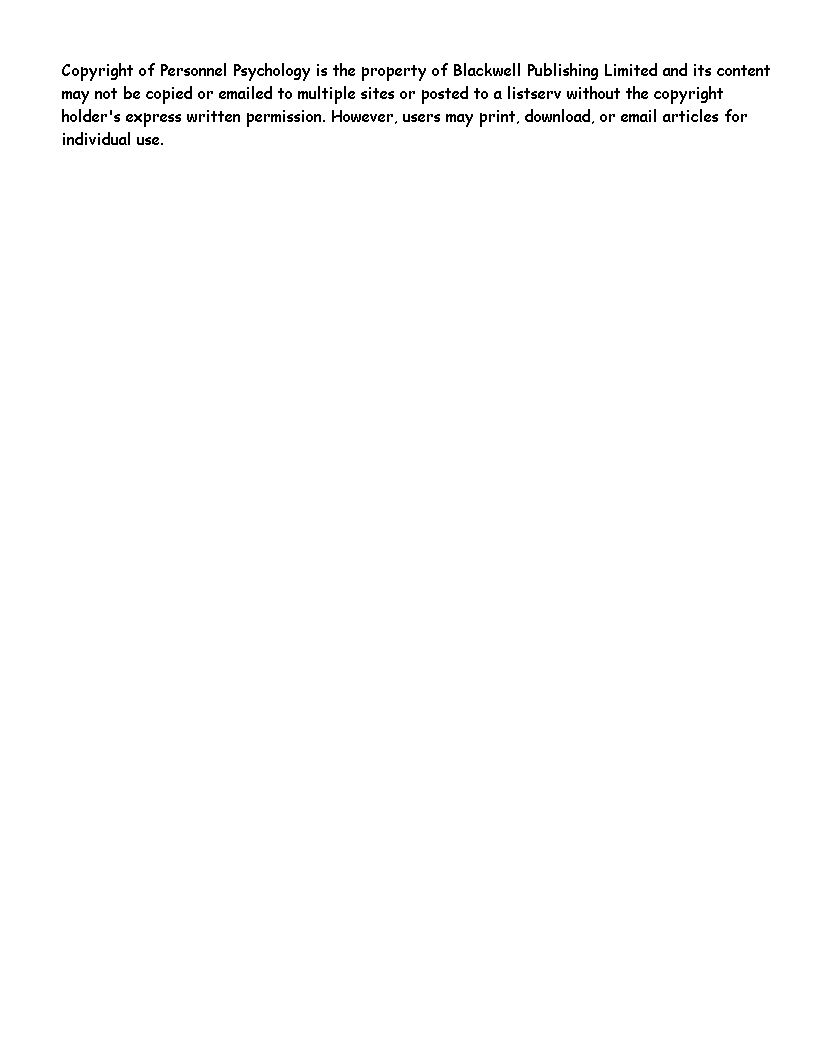 Copyright of Personnel Psychology is the property of Blackwell Publishing Limited and its content
may not be copied or emailed to multiple sites or posted to a listserv without the copyright
holder's express written permission. However, users may print, download, or email articles for
individual use.